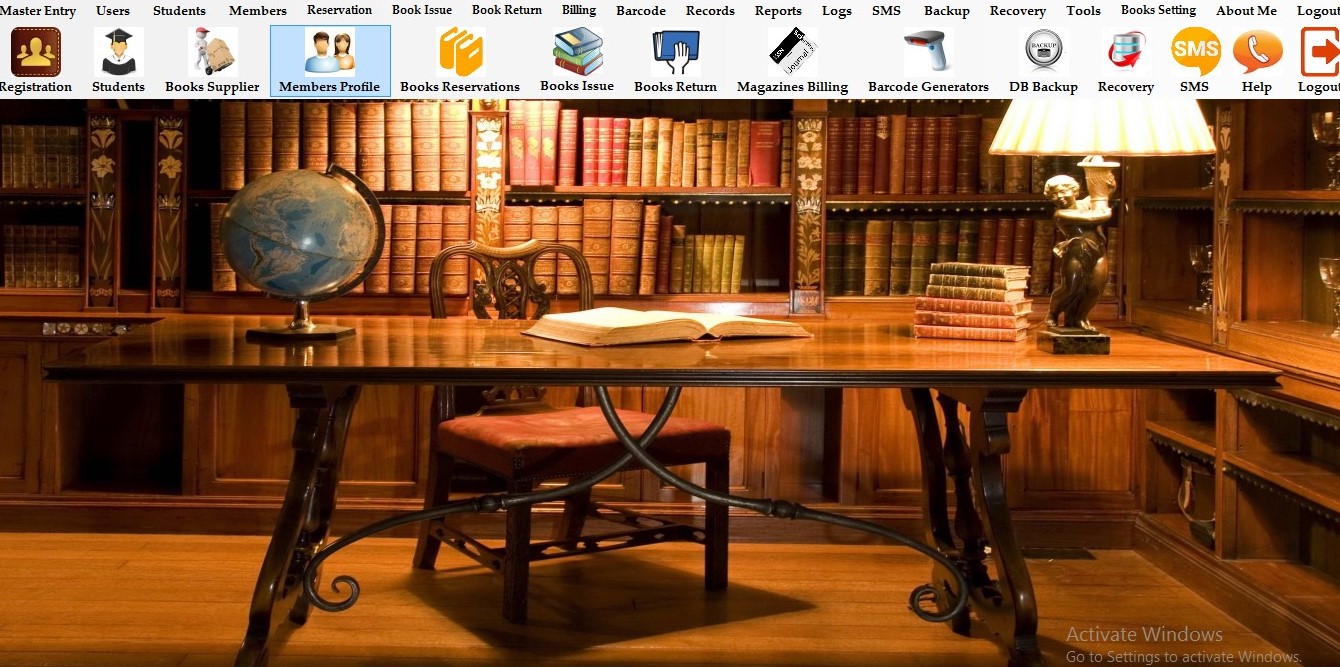 Master Entry Users Students Members Reservation Book Issue Book Return Billing Barcode Records Reports Logs SMS Backup Recovery Tools Books Setting About Me Logout
BACKUP
SMS
ISSN
Journal
Registration Students Books Supplier Members Profile Books Reservations Books Issue Books Return Magazines Billing Barcode Generators DB Backup Recovery SMS Help Logout
Activate Windows
Go to Settings to activate Windows.